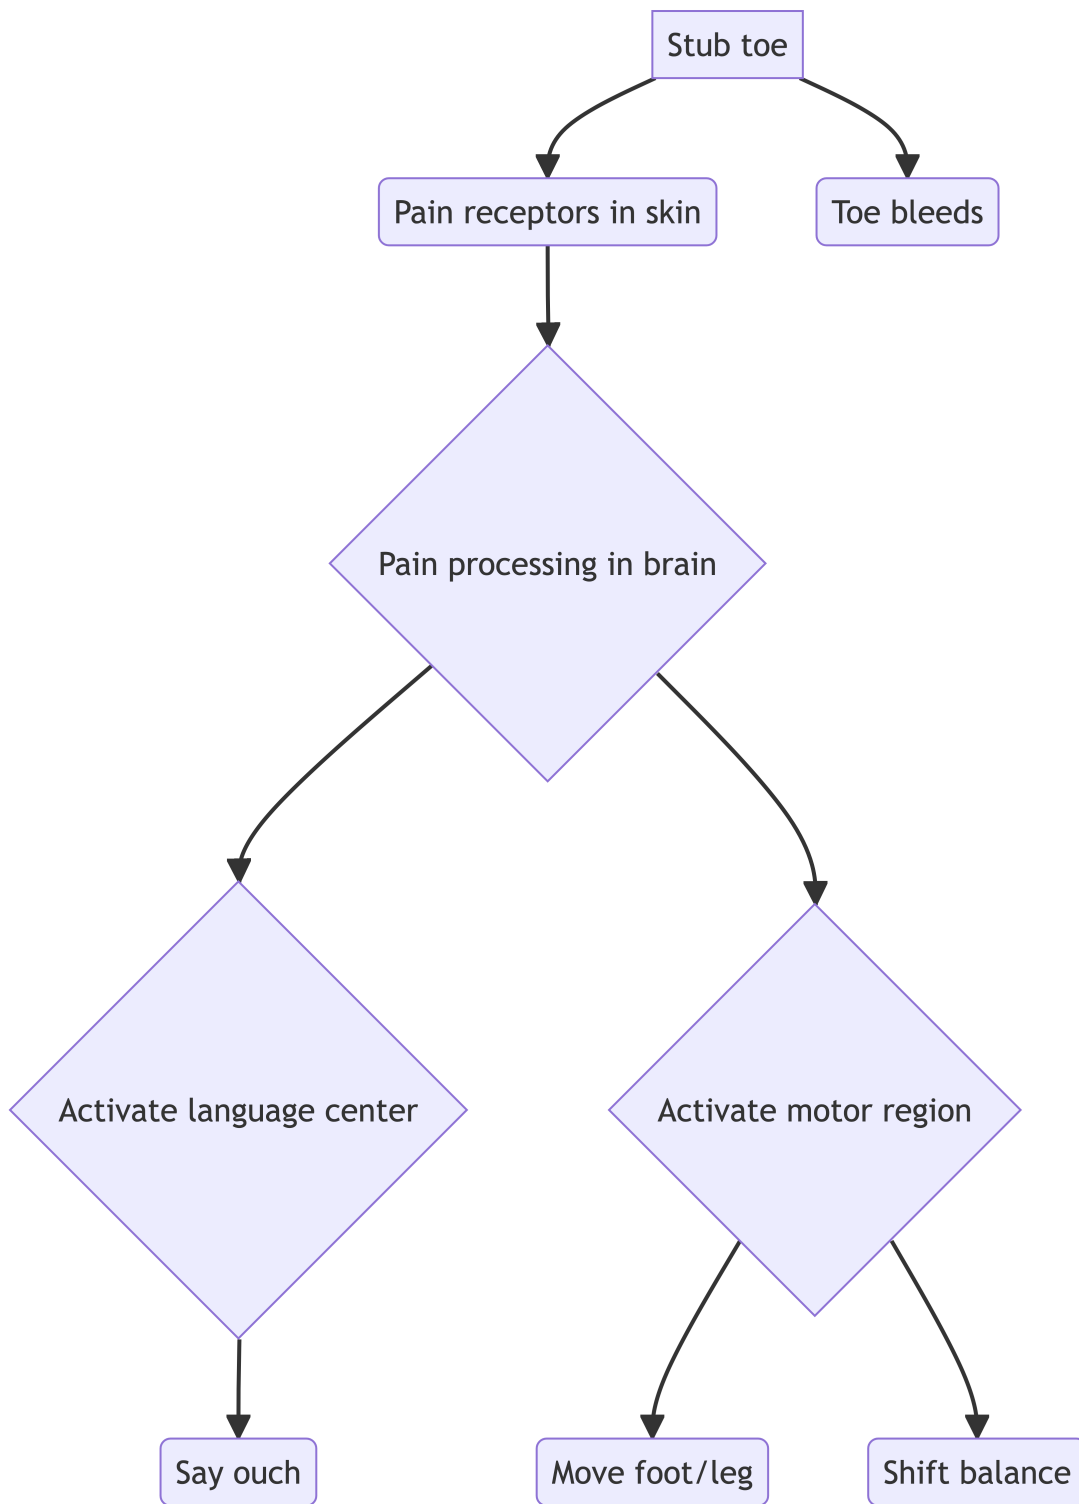 Stub toe
Pain receptors in skin
Toe bleeds
Pain processing in brain
Activate language center
Activate motor region
Say ouch
Move foot/leg
Shift balance